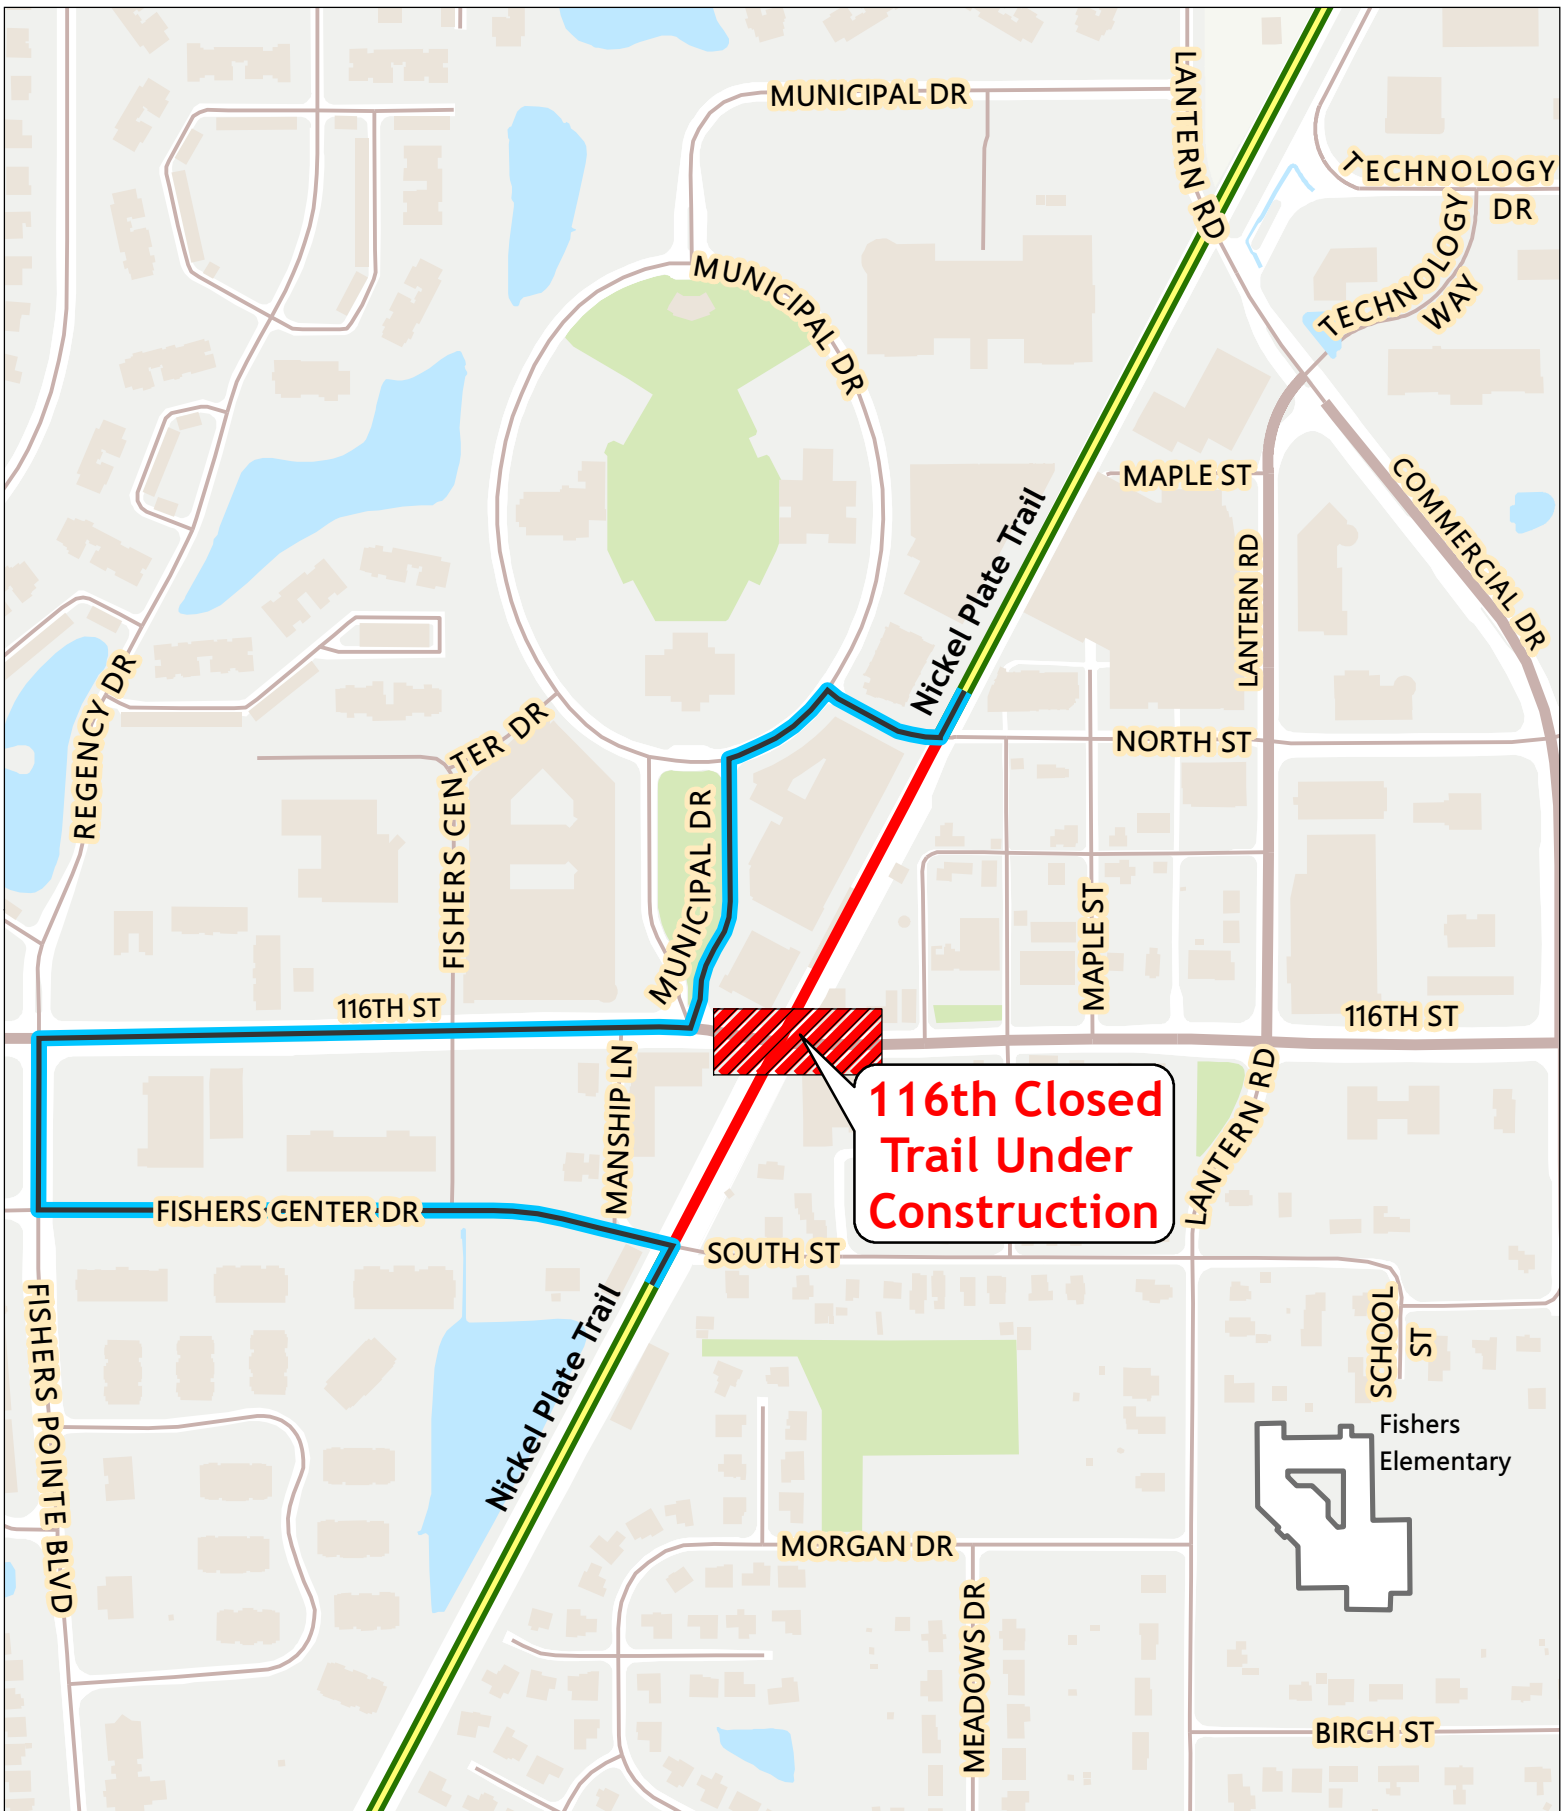 MUNICIPAL DR
LANTERN RD
TECHNOLOGY
DR
TECHNOLOGY
WAY
MUNICIPAL DR
MAPLE ST
COMMERCIAL DR
Nickel Plate Trail
LANTERN RD
REGENCY DR
FISHERS CENTER DR
NORTH ST
MUNICIPAL DR
MAPLE ST
116TH ST
116TH ST
MANSHIP LN
LANTERN RD
116th Closed
Trail Under
Construction
FISHERS CENTER DR
SOUTH ST
FISHERS POINTE BLVD
Nickel Plate Trail
SCHOOL
ST
Fishers
Elementary
MORGAN DR
MEADOWS DR
BIRCH ST